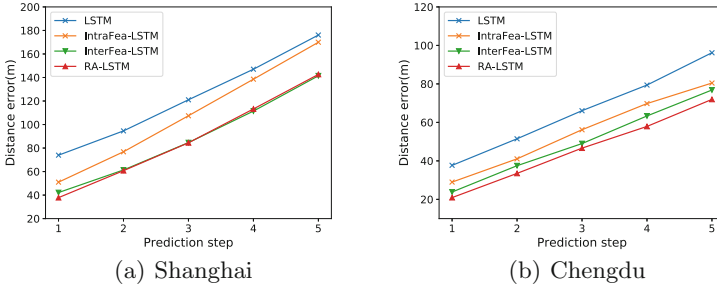 200
180
160
140
120
100
80
60
40
20
Distance error(m)
LSTM
IntraFea-LSTM
InterFea-LSTM
RA-LSTM
1 2 3 4 5
Prediction step
(a) Shanghai
120
100
80
60
40
20
Distance error(m)
LSTM
IntraFea-LSTM
InterFea-LSTM
RA-LSTM
1 2 3 4 5
Prediction step
(b) Chengdu